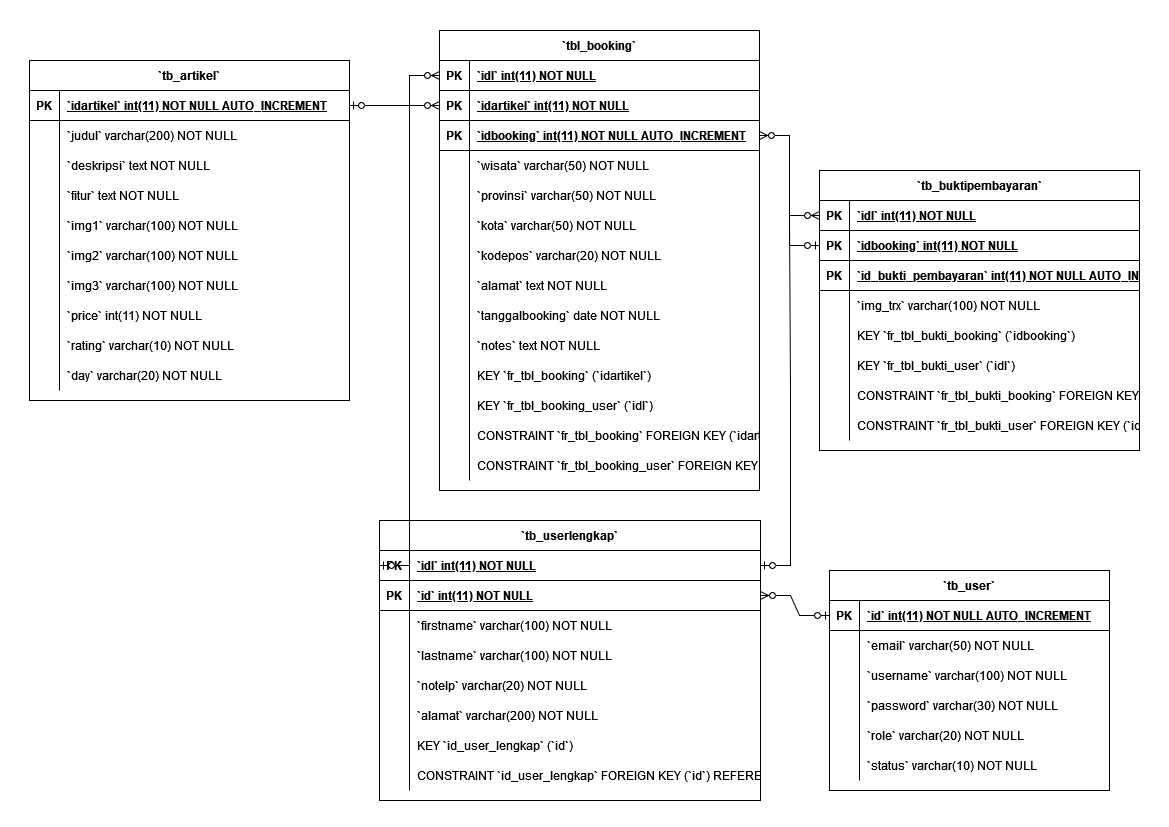 `tb_artikel`
PK `idartikel` int(11) NOT NULL AUTO_INCREMENT
`judul` varchar(200) NOT NULL
`deskripsi` text NOT NULL
`fitur` text NOT NULL
`img1` varchar(100) NOT NULL
`img2` varchar(100) NOT NULL
`img3` varchar(100) NOT NULL
`price` int(11) NOT NULL
`rating` varchar(10) NOT NULL
`day` varchar(20) NOT NULL
`tbl_booking`
PK `idl` int(11) NOT NULL
PK `idartikel` int(11) NOT NULL
PK `idbooking` int(11) NOT NULL AUTO_INCREMENT
`wisata` varchar(50) NOT NULL
`provinsi` varchar(50) NOT NULL
`kota` varchar(50) NOT NULL
`kodepos` varchar(20) NOT NULL
`alamat` text NOT NULL
`tanggalbooking` date NOT NULL
`notes` text NOT NULL
KEY `fr_tbl_booking` (`idartikel`)
KEY `fr_tbl_booking_user` (`idl`)
CONSTRAINT `fr_tbl_booking` FOREIGN KEY (`idart
CONSTRAINT `fr_tbl_booking_user` FOREIGN KEY
`tb_buktipembayaran`
PK `idl` int(11) NOT NULL
PK `idbooking` int(11) NOT NULL
PK `id_bukti_pembayaran` int(11) NOT NULL AUTO_IN
`img_trx` varchar(100) NOT NULL
KEY `fr_tbl_bukti_booking` (`idbooking`)
KEY `fr_tbl_bukti_user` (`idl`)
CONSTRAINT `fr_tbl_bukti_booking` FOREIGN KEY
CONSTRAINT `fr_tbl_bukti_user` FOREIGN KEY (`id
`tb_userlengkap`
PK `idl` int(11) NOT NULL
PK `id` int(11) NOT NULL
`firstname` varchar(100) NOT NULL
`lastname` varchar(100) NOT NULL
`notelp` varchar(20) NOT NULL
`alamat` varchar(200) NOT NULL
KEY `id_user_lengkap` (`id`)
CONSTRAINT `id_user_lengkap` FOREIGN KEY (`id`) REFERE
`tb_user`
PK `id` int(11) NOT NULL AUTO_INCREMENT
`email` varchar(50) NOT NULL
`username` varchar(100) NOT NULL
`password` varchar(30) NOT NULL
`role` varchar(20) NOT NULL
`status` varchar(10) NOT NULL